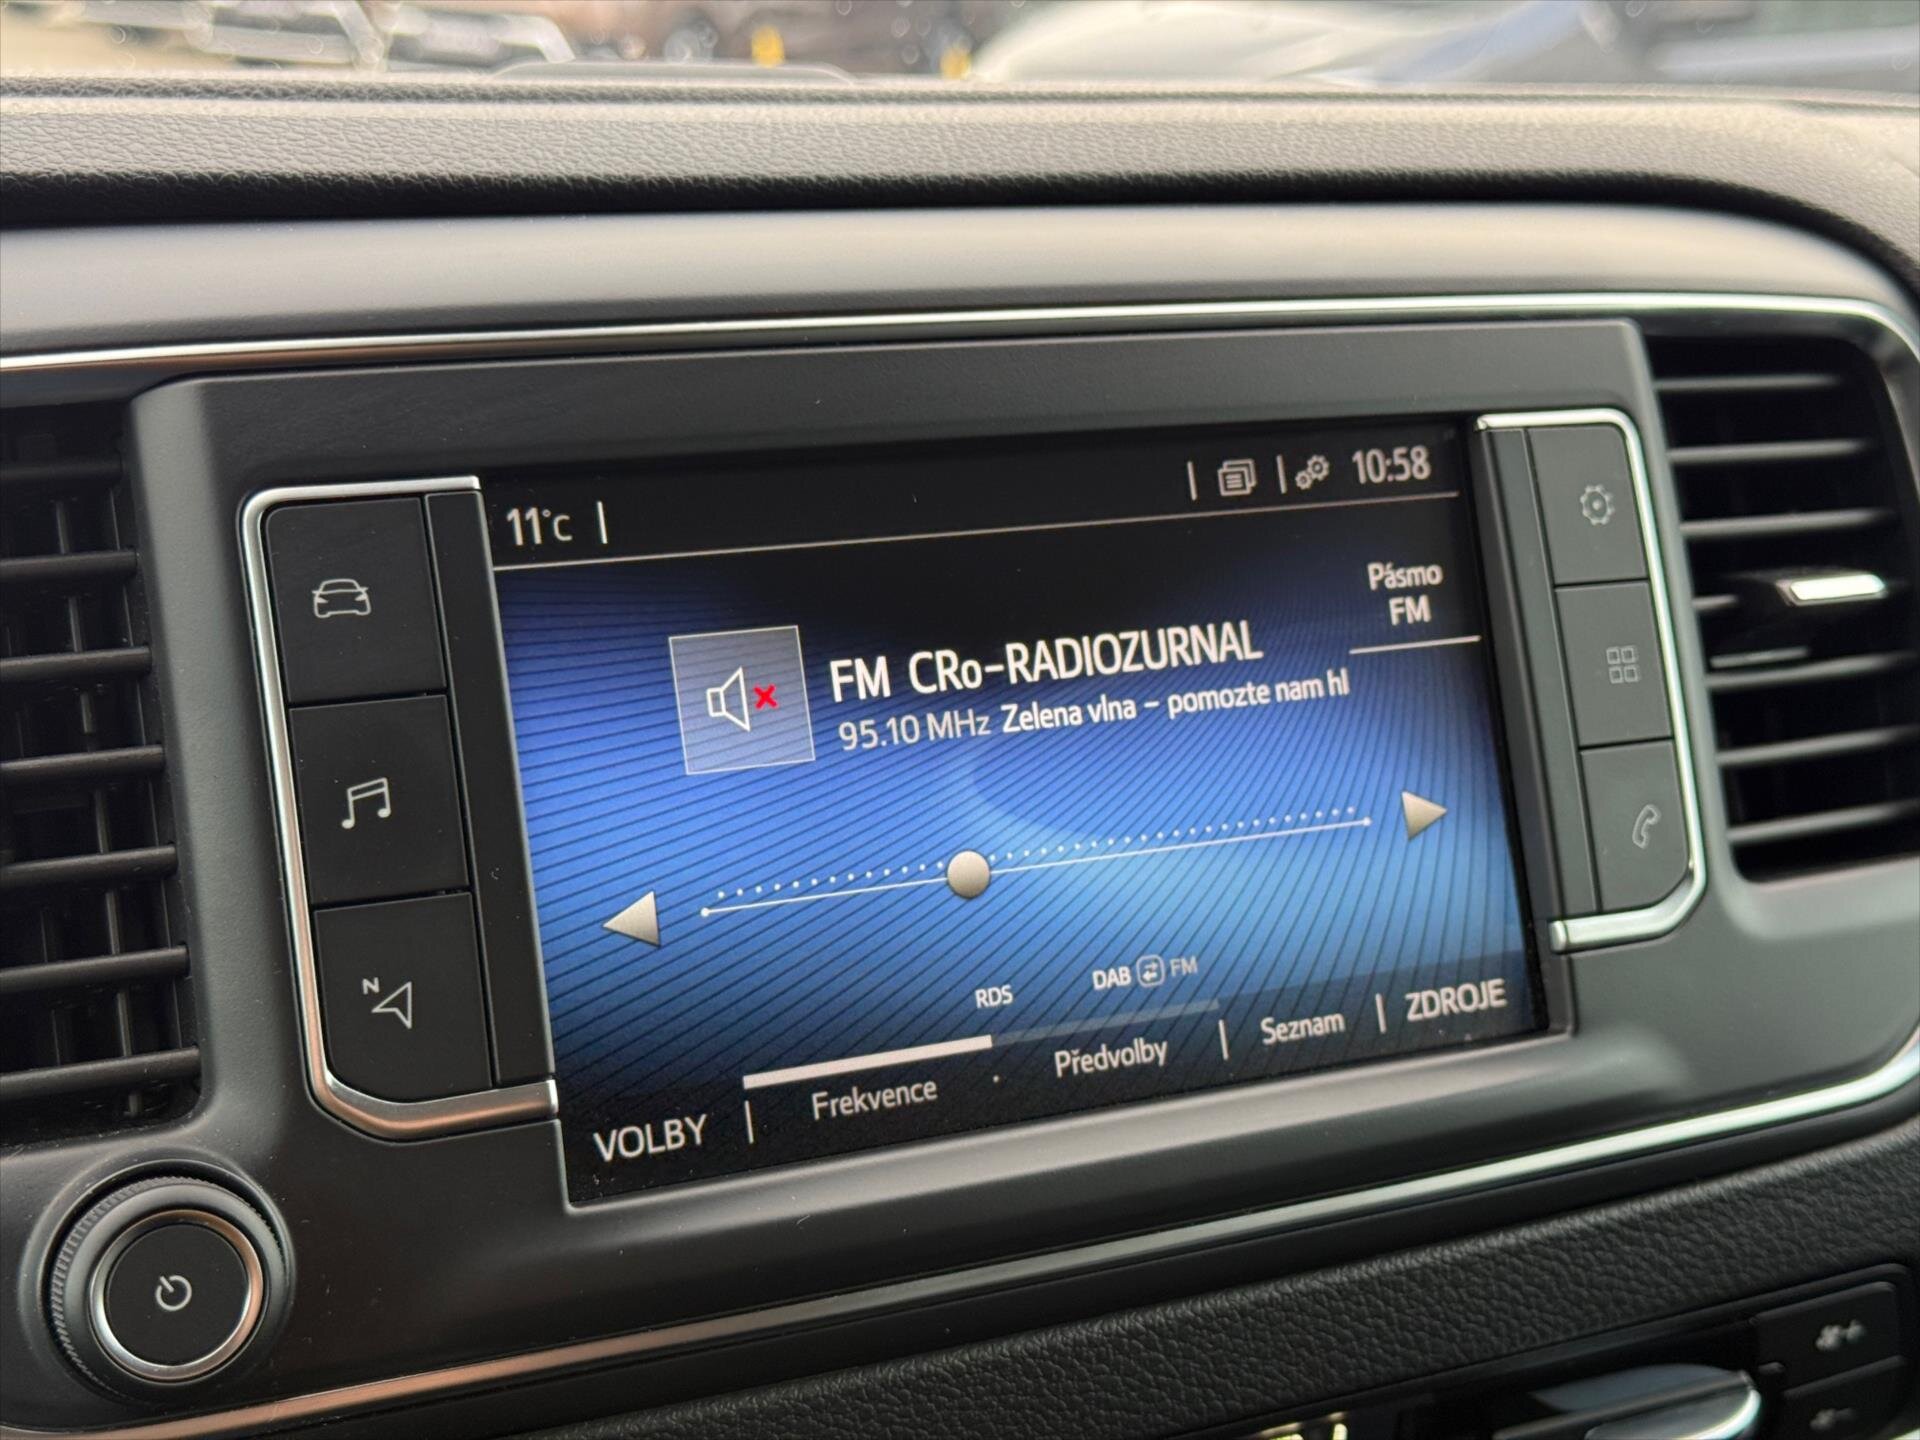 11°C
10:58
Pásmo
FM
FM CRo-RADIOZURNAL
95.10 MHz Zelena vlna - pomozte nam hl
RDS
DAB FM
VOLBY
Frekvence
Předvolby
Seznam
ZDROJE
N